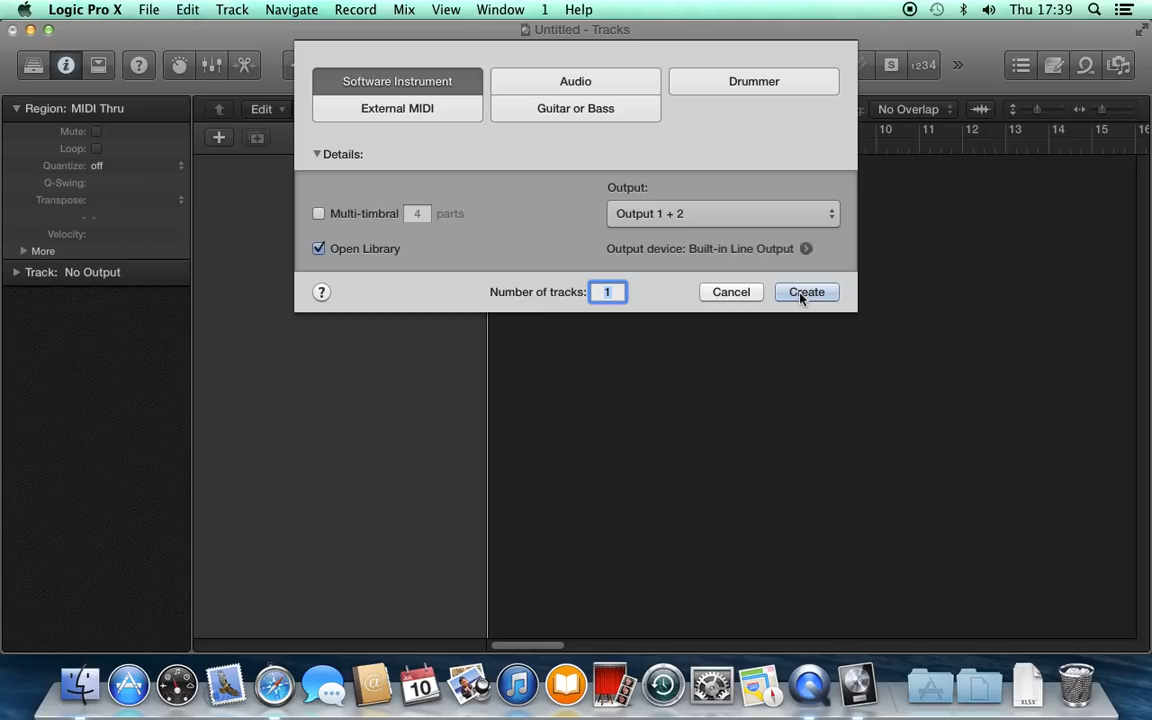 Logic Pro X File Edit Track Navigate Record Mix View Window 1 Help Thu 17:39
Untitled - Tracks
1234
Software Instrument Audio Drummer
External MIDI Guitar or Bass
Region: MIDI Thru
Edit
No Overlap
Mute:
Loop:
Quantize: off
Q-Swing:
Transpose:
- -
Velocity:
More
Track: No Output
10 11 12 13 14 15 16
Details:
Output:
Multi-timbral 4 parts
Output 1 + 2
Open Library
Output device: Built-in Line Output
? Number of tracks: 1 Cancel Create
10
XLSX